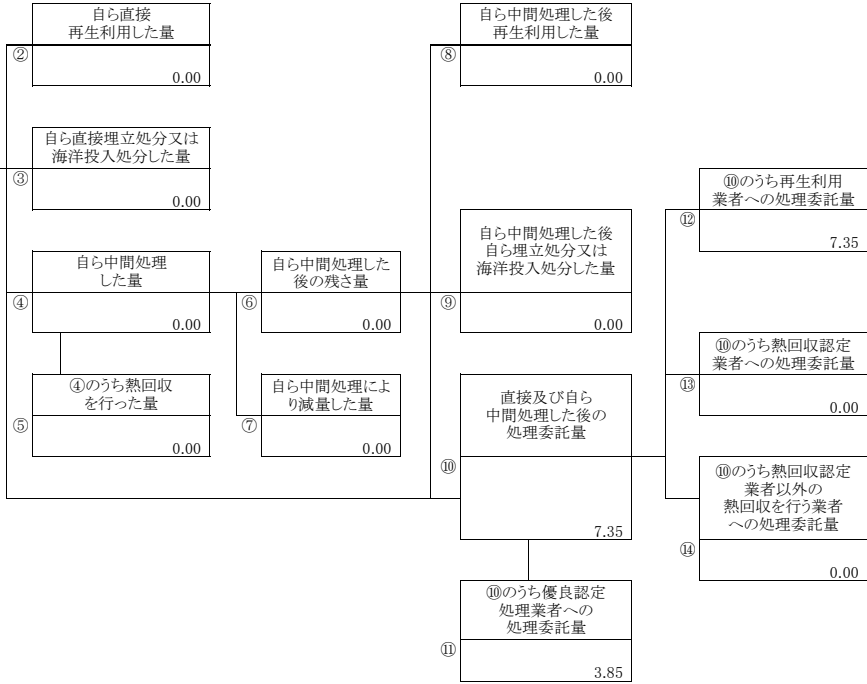 自ら直接
再生利用した量
②
0.00
自ら中間処理した後
再生利用した量
⑧
0.00
自ら直接埋立処分又は
海洋投入処分した量
③
0.00
⑩のうち再生利用
業者への処理委託量
⑫
7.35
自ら中間処理
した量
④
0.00
自ら中間処理した
後の残さ量
⑥
0.00
自ら中間処理した後
自ら埋立処分又は
海洋投入処分した量
⑨
0.00
⑩のうち熱回収認定
業者への処理委託量
⑬
0.00
④のうち熱回収
を行った量
⑤
0.00
自ら中間処理によ
り減量した量
⑦
0.00
直接及び自ら
中間処理した後の
処理委託量
⑩
7.35
⑩のうち熱回収認定
業者以外の
熱回収を行う業者
への処理委託量
⑭
0.00
⑩のうち優良認定
処理業者への
処理委託量
⑪
3.85